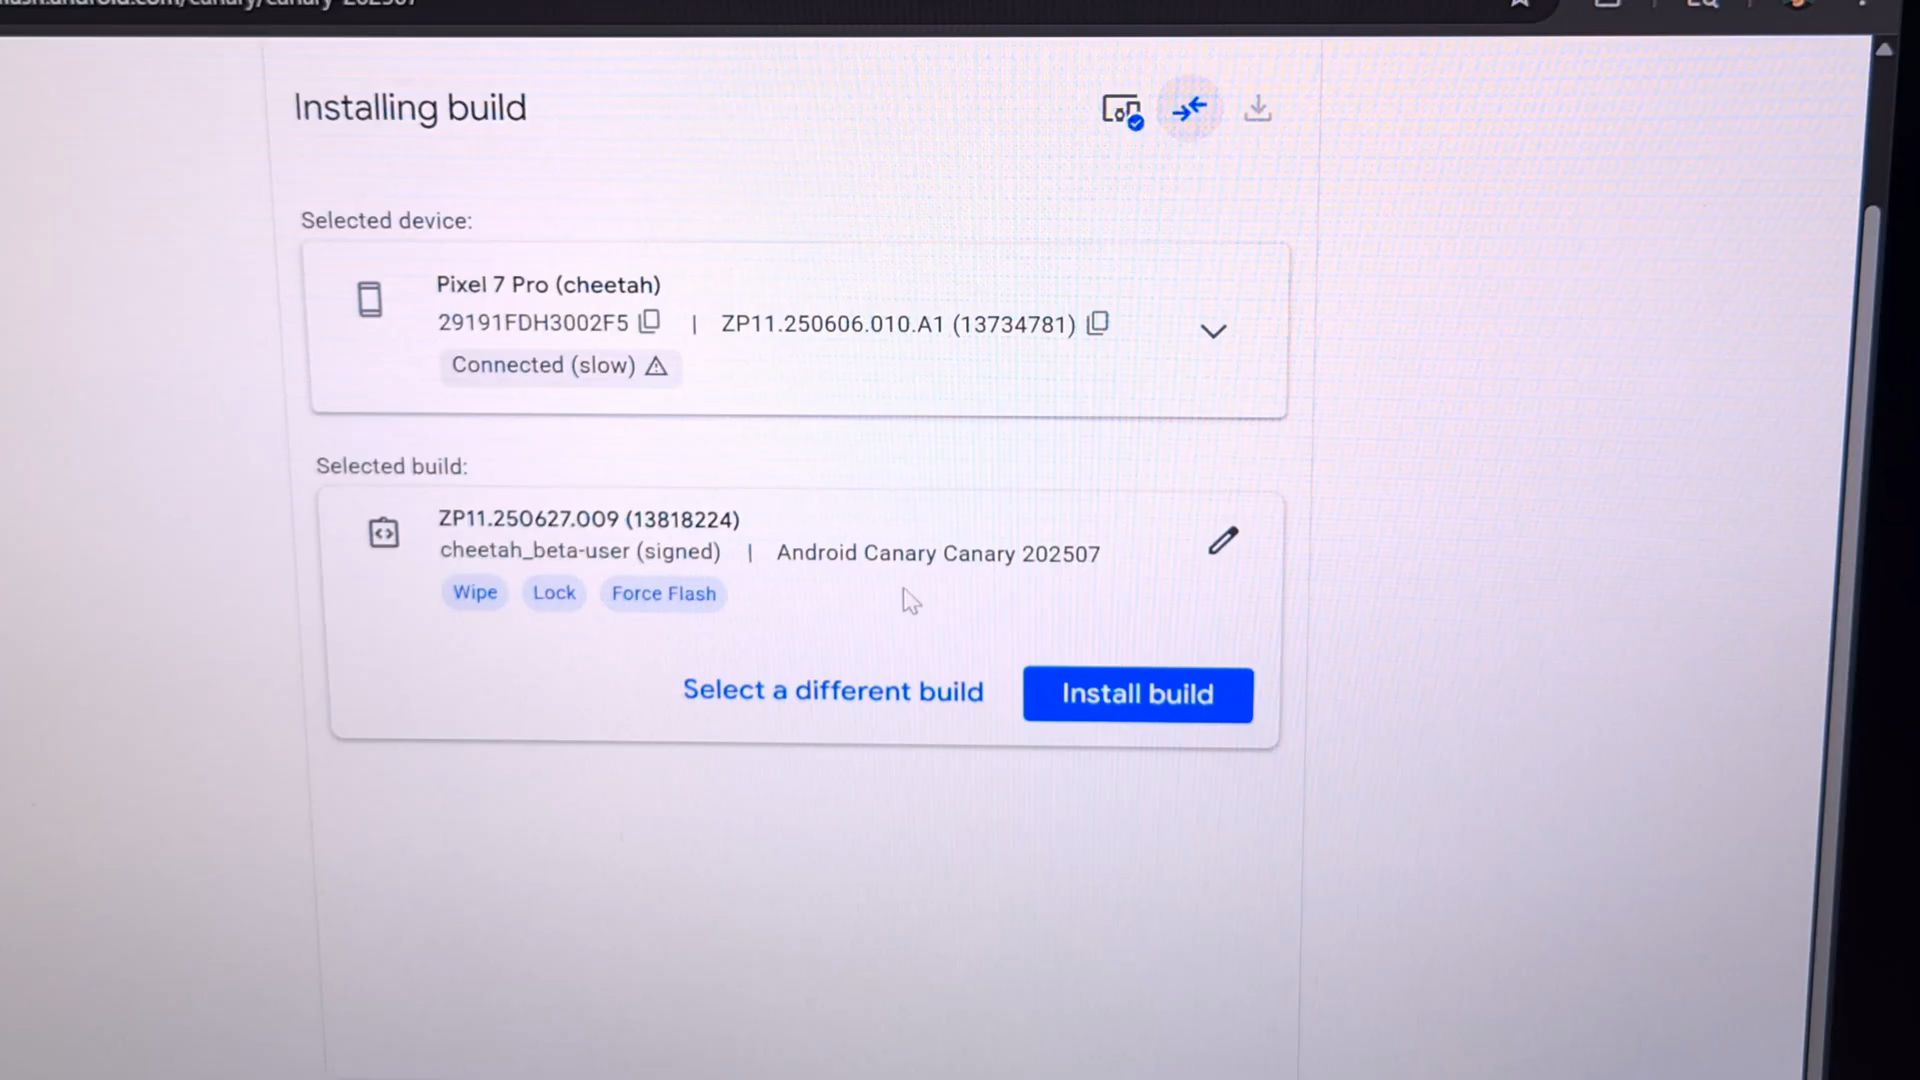 Installing build
Selected device:
Pixel 7 Pro (cheetah)
29191FDH3002F5 | ZP11.250606.010.A1 (13734781)
Connected (slow)
Selected build:
ZP11.250627.009 (13818224)
cheetah_beta-user (signed) | Android Canary Canary 202507
Wipe Lock Force Flash
Select a different build Install build